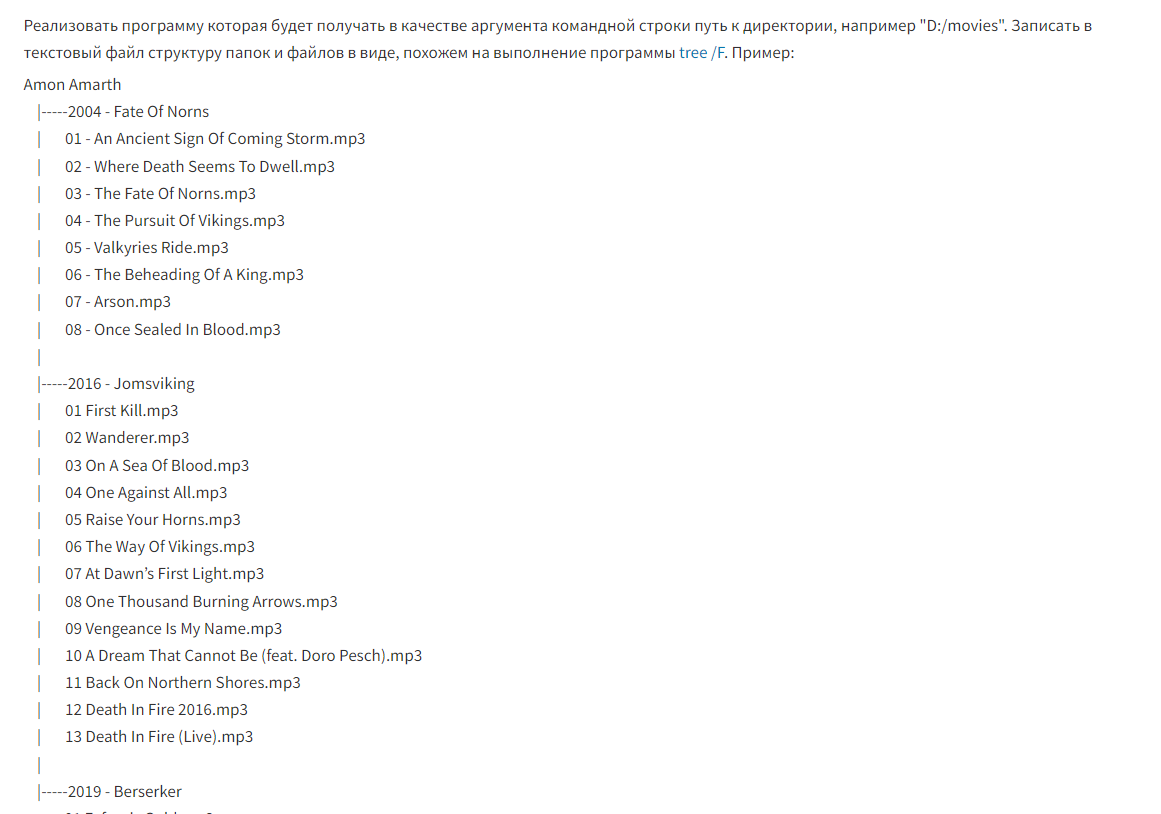 Реализовать программу которая будет получать в качестве аргумента командной строки путь к директории, например "D:/movies". Записать в
текстовый файл структуру папок и файлов в виде, похожем на выполнение программы tree /F. Пример:
Amon Amarth
|-----2004 - Fate Of Norns
| 01 - An Ancient Sign Of Coming Storm.mp3
| 02 - Where Death Seems To Dwell.mp3
| 03 - The Fate Of Norns.mp3
| 04 - The Pursuit Of Vikings.mp3
| 05 - Valkyries Ride.mp3
| 06 - The Beheading Of A King.mp3
| 07 - Arson.mp3
| 08 - Once Sealed In Blood.mp3
|
|-----2016 - Jomsviking
| 01 First Kill.mp3
| 02 Wanderer.mp3
| 03 On A Sea Of Blood.mp3
| 04 One Against All.mp3
| 05 Raise Your Horns.mp3
| 06 The Way Of Vikings.mp3
| 07 At Dawn’s First Light.mp3
| 08 One Thousand Burning Arrows.mp3
| 09 Vengeance Is My Name.mp3
| 10 A Dream That Cannot Be (feat. Doro Pesch).mp3
| 11 Back On Northern Shores.mp3
| 12 Death In Fire 2016.mp3
| 13 Death In Fire (Live).mp3
|
|-----2019 - Berserker